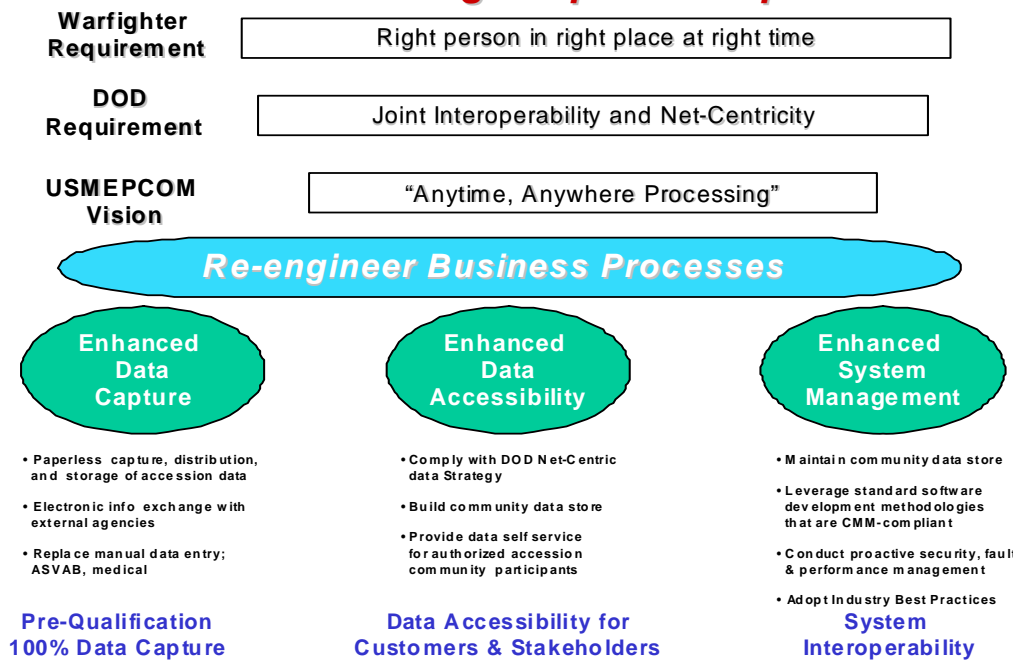 Warfighter
Requirement
Right person in right place at right time
DOD
Requirement
Joint Interoperability and Net-Centricity
USMEPCOM
Vision
“Anytime, Anywhere Processing”
Re-engineer Business Processes
Enhanced
Data
Capture
Enhanced
Data
Accessibility
Enhanced
System
Management
• Paperless capture, distribution,
and storage of accession data
• Electronic info exchange with
external agencies
• Replace manual data entry;
ASVAB, medical
• Comply with DOD Net-Centric
data Strategy
• Build community data store
• Provide data self service
for authorized accession
community participants
• Maintain community data store
• Leverage standard software
development methodologies
that are CMM-compliant
• Conduct proactive security, fault
& performance management
• Adopt Industry Best Practices
Pre-Qualification
100% Data Capture
Data Accessibility for
Customers & Stakeholders
System
Interoperability